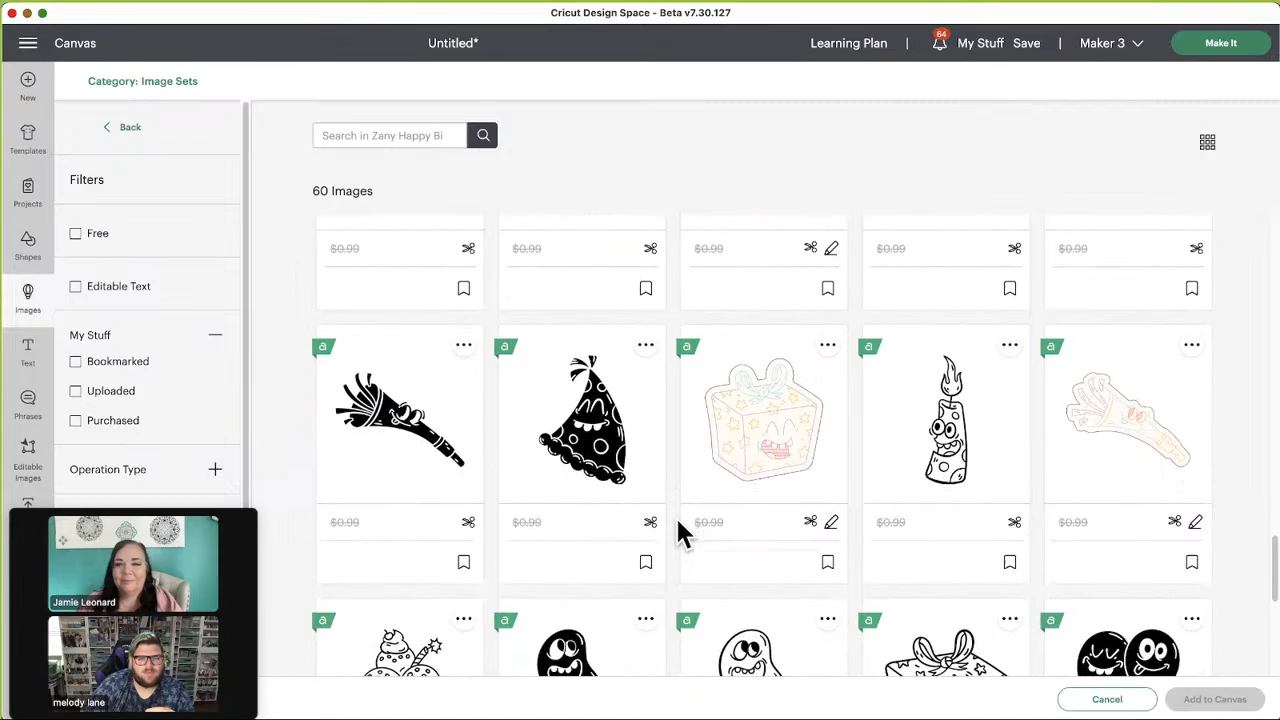 Cricut Design Space - Beta v7.30.127
Canvas
Untitled*
Learning Plan | 64 My Stuff Save | Maker 3 Make It
Category: Image Sets
New
Templates
Projects
Shapes
Images
Text
Phrases
Editable Images
Back
Filters
Free
Editable Text
My Stuff
Bookmarked
Uploaded
Purchased
Operation Type
Search in Zany Happy Bi
60 Images
$0.99 $0.99 $0.99 $0.99 $0.99
a a a a a
$0.99 $0.99 $0.99 $0.99 $0.99
a a a a a
Jamie Leonard
melody lane
Cancel Add to Canvas